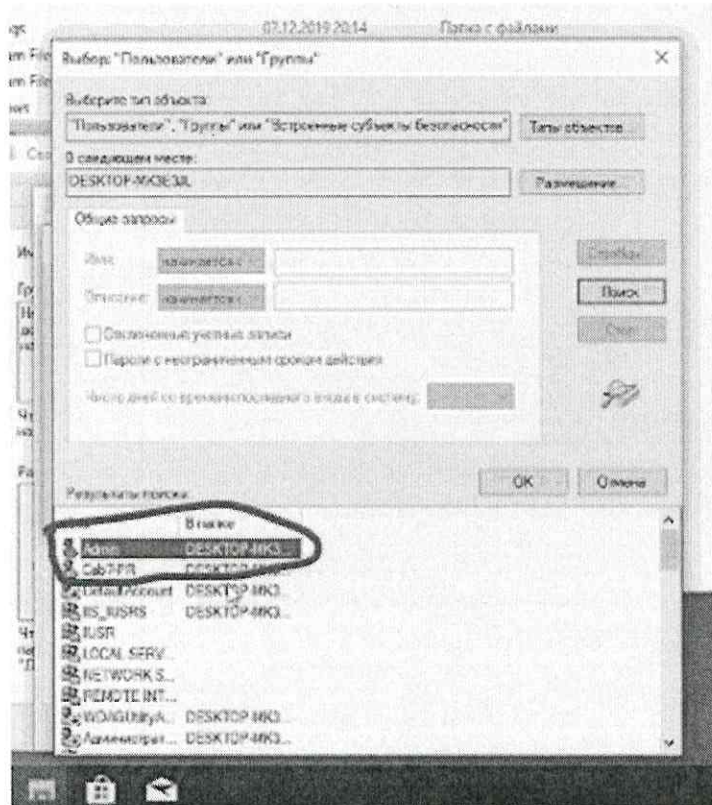 07.12.2019 20:14 Папка с файлами
Выбор: "Пользователи" или "Группы"
Выберите тип объекта:
"Пользователи", "Группы" или "Встроенные субъекты безопасности"
Типы объектов...
В следующем месте:
DESKTOP-MK3E3JL
Размещение...
Общие запросы
Имя: начинается с
Описание: начинается с
Столбцы...
Поиск
Стоп
Отключенные учетные записи
Пароли с неограниченным сроком действия
Число дней со времени последнего входа в систему:
OK
Отмена
Результаты поиска:
В папке
Admin DESKTOP-MK3...
Cab7-PR DESKTOP-MK3...
DefaultAccount DESKTOP-MK3...
IIS_IUSRS DESKTOP-MK3...
IUSR
LOCAL SERV...
NETWORK S...
REMOTE INT...
WDAGUtilityA... DESKTOP-MK3...
Администрат... DESKTOP-MK3...